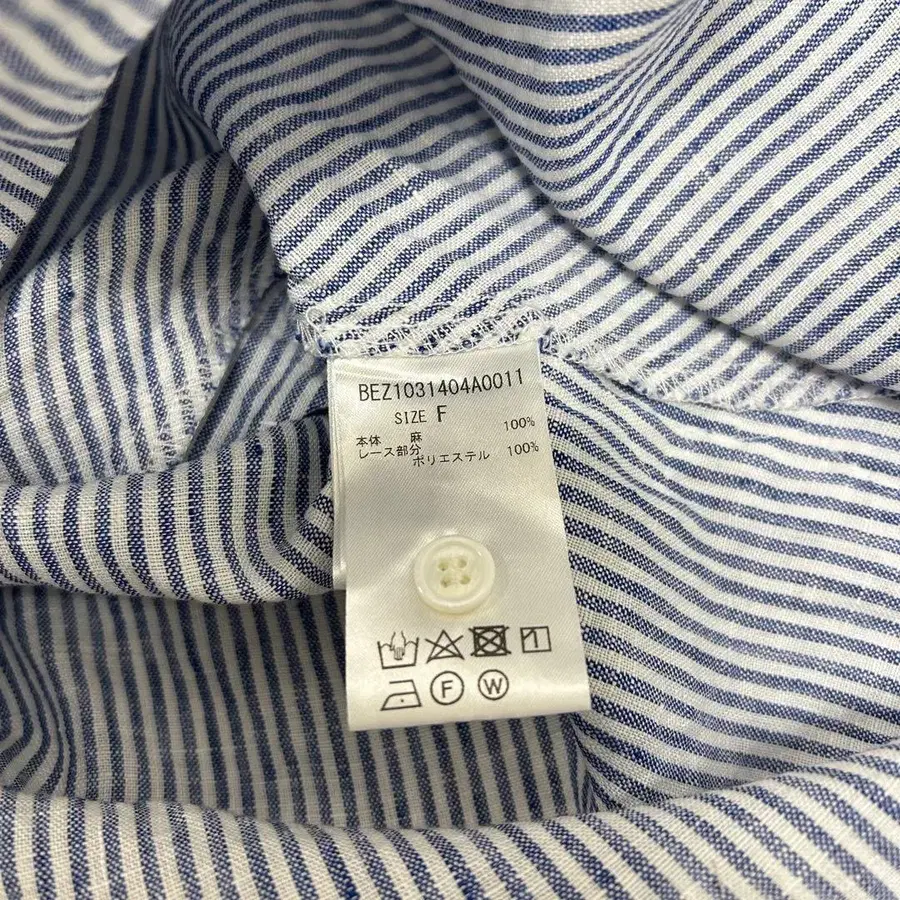 BEZ1031404A0011
SIZE F
本体 麻 100%
レース部分
ポリエステル 100%
F W